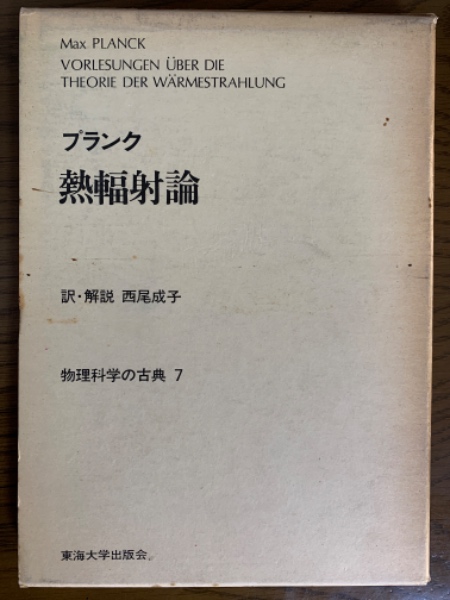 Max PLANCK
VORLESUNGEN ÜBER DIE
THEORIE DER WÄRMESTRAHLUNG
プランク
熱輻射論
訳・解説 西尾成子
物理科学の古典 7
東海大学出版会